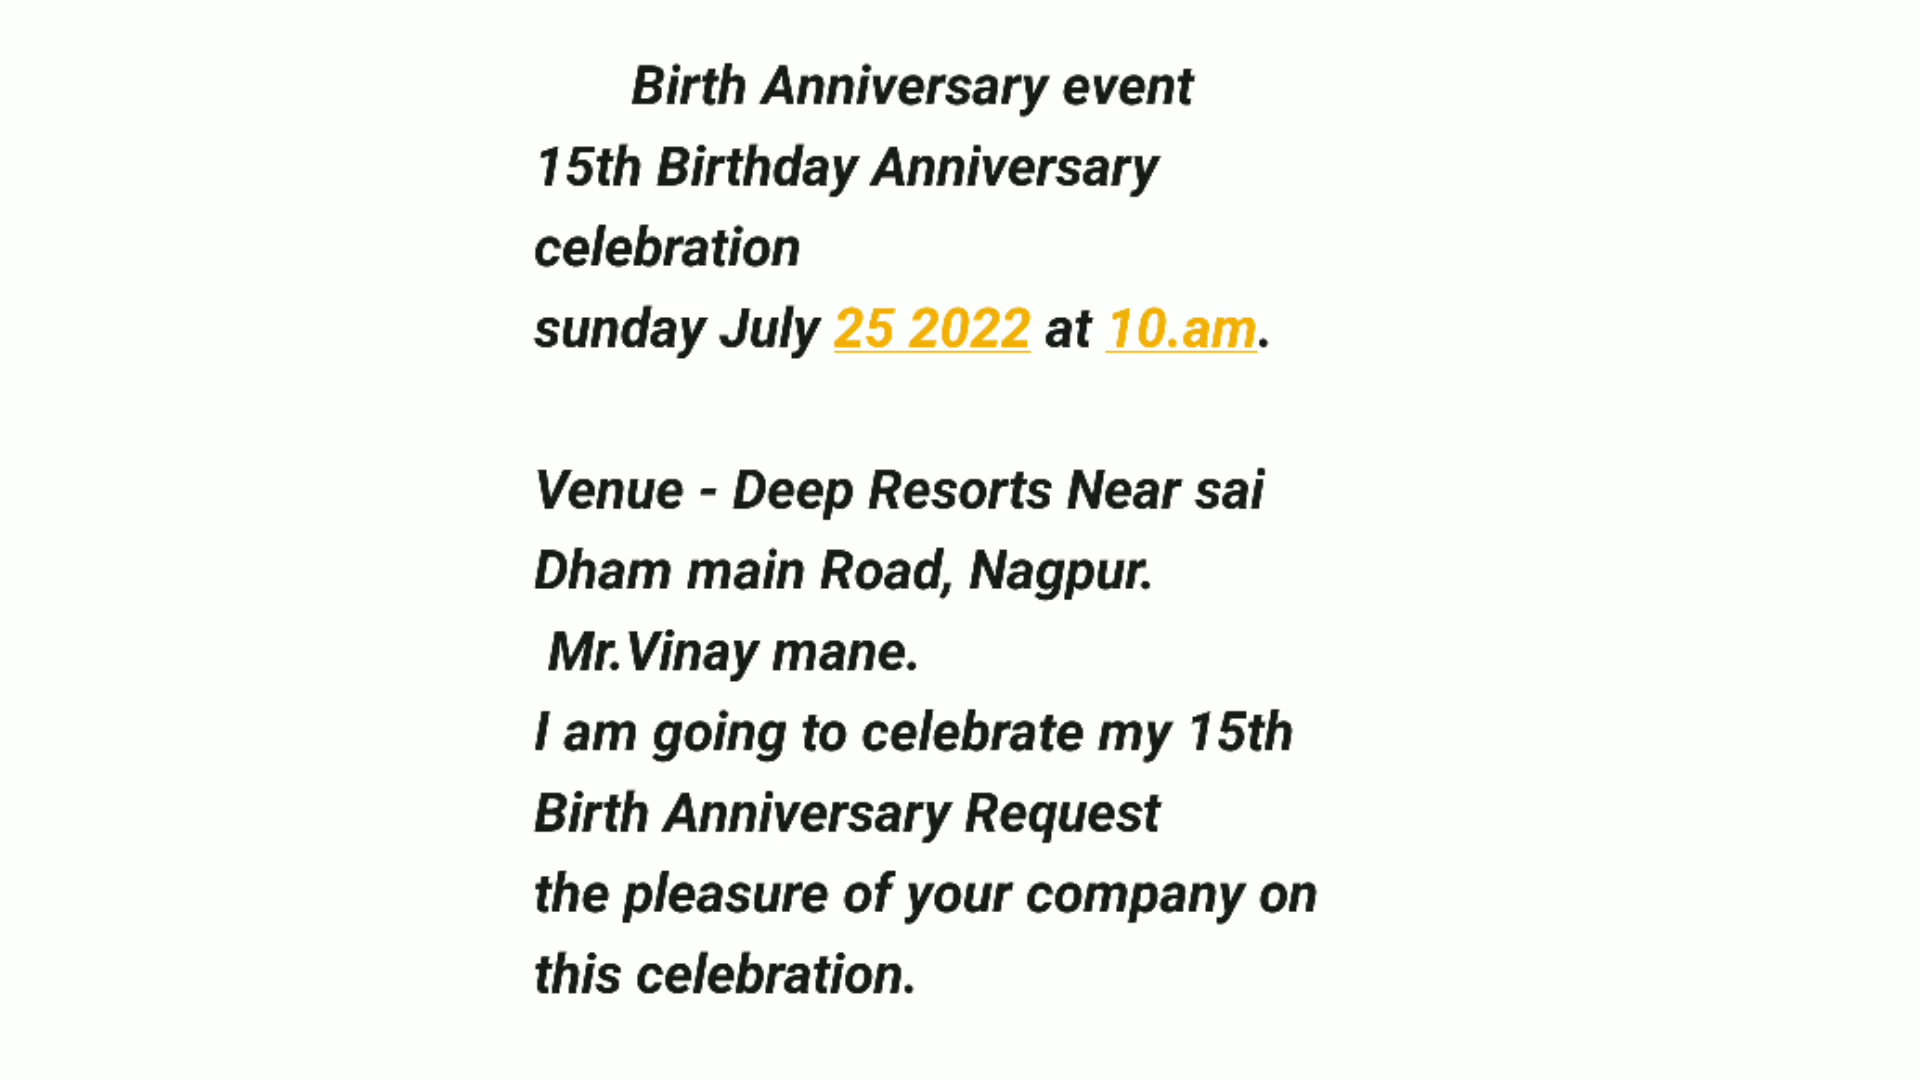 Birth Anniversary event
15th Birthday Anniversary
celebration
sunday July 25 2022 at 10.am.
Venue - Deep Resorts Near sai
Dham main Road, Nagpur.
Mr.Vinay mane.
I am going to celebrate my 15th
Birth Anniversary Request
the pleasure of your company on
this celebration.